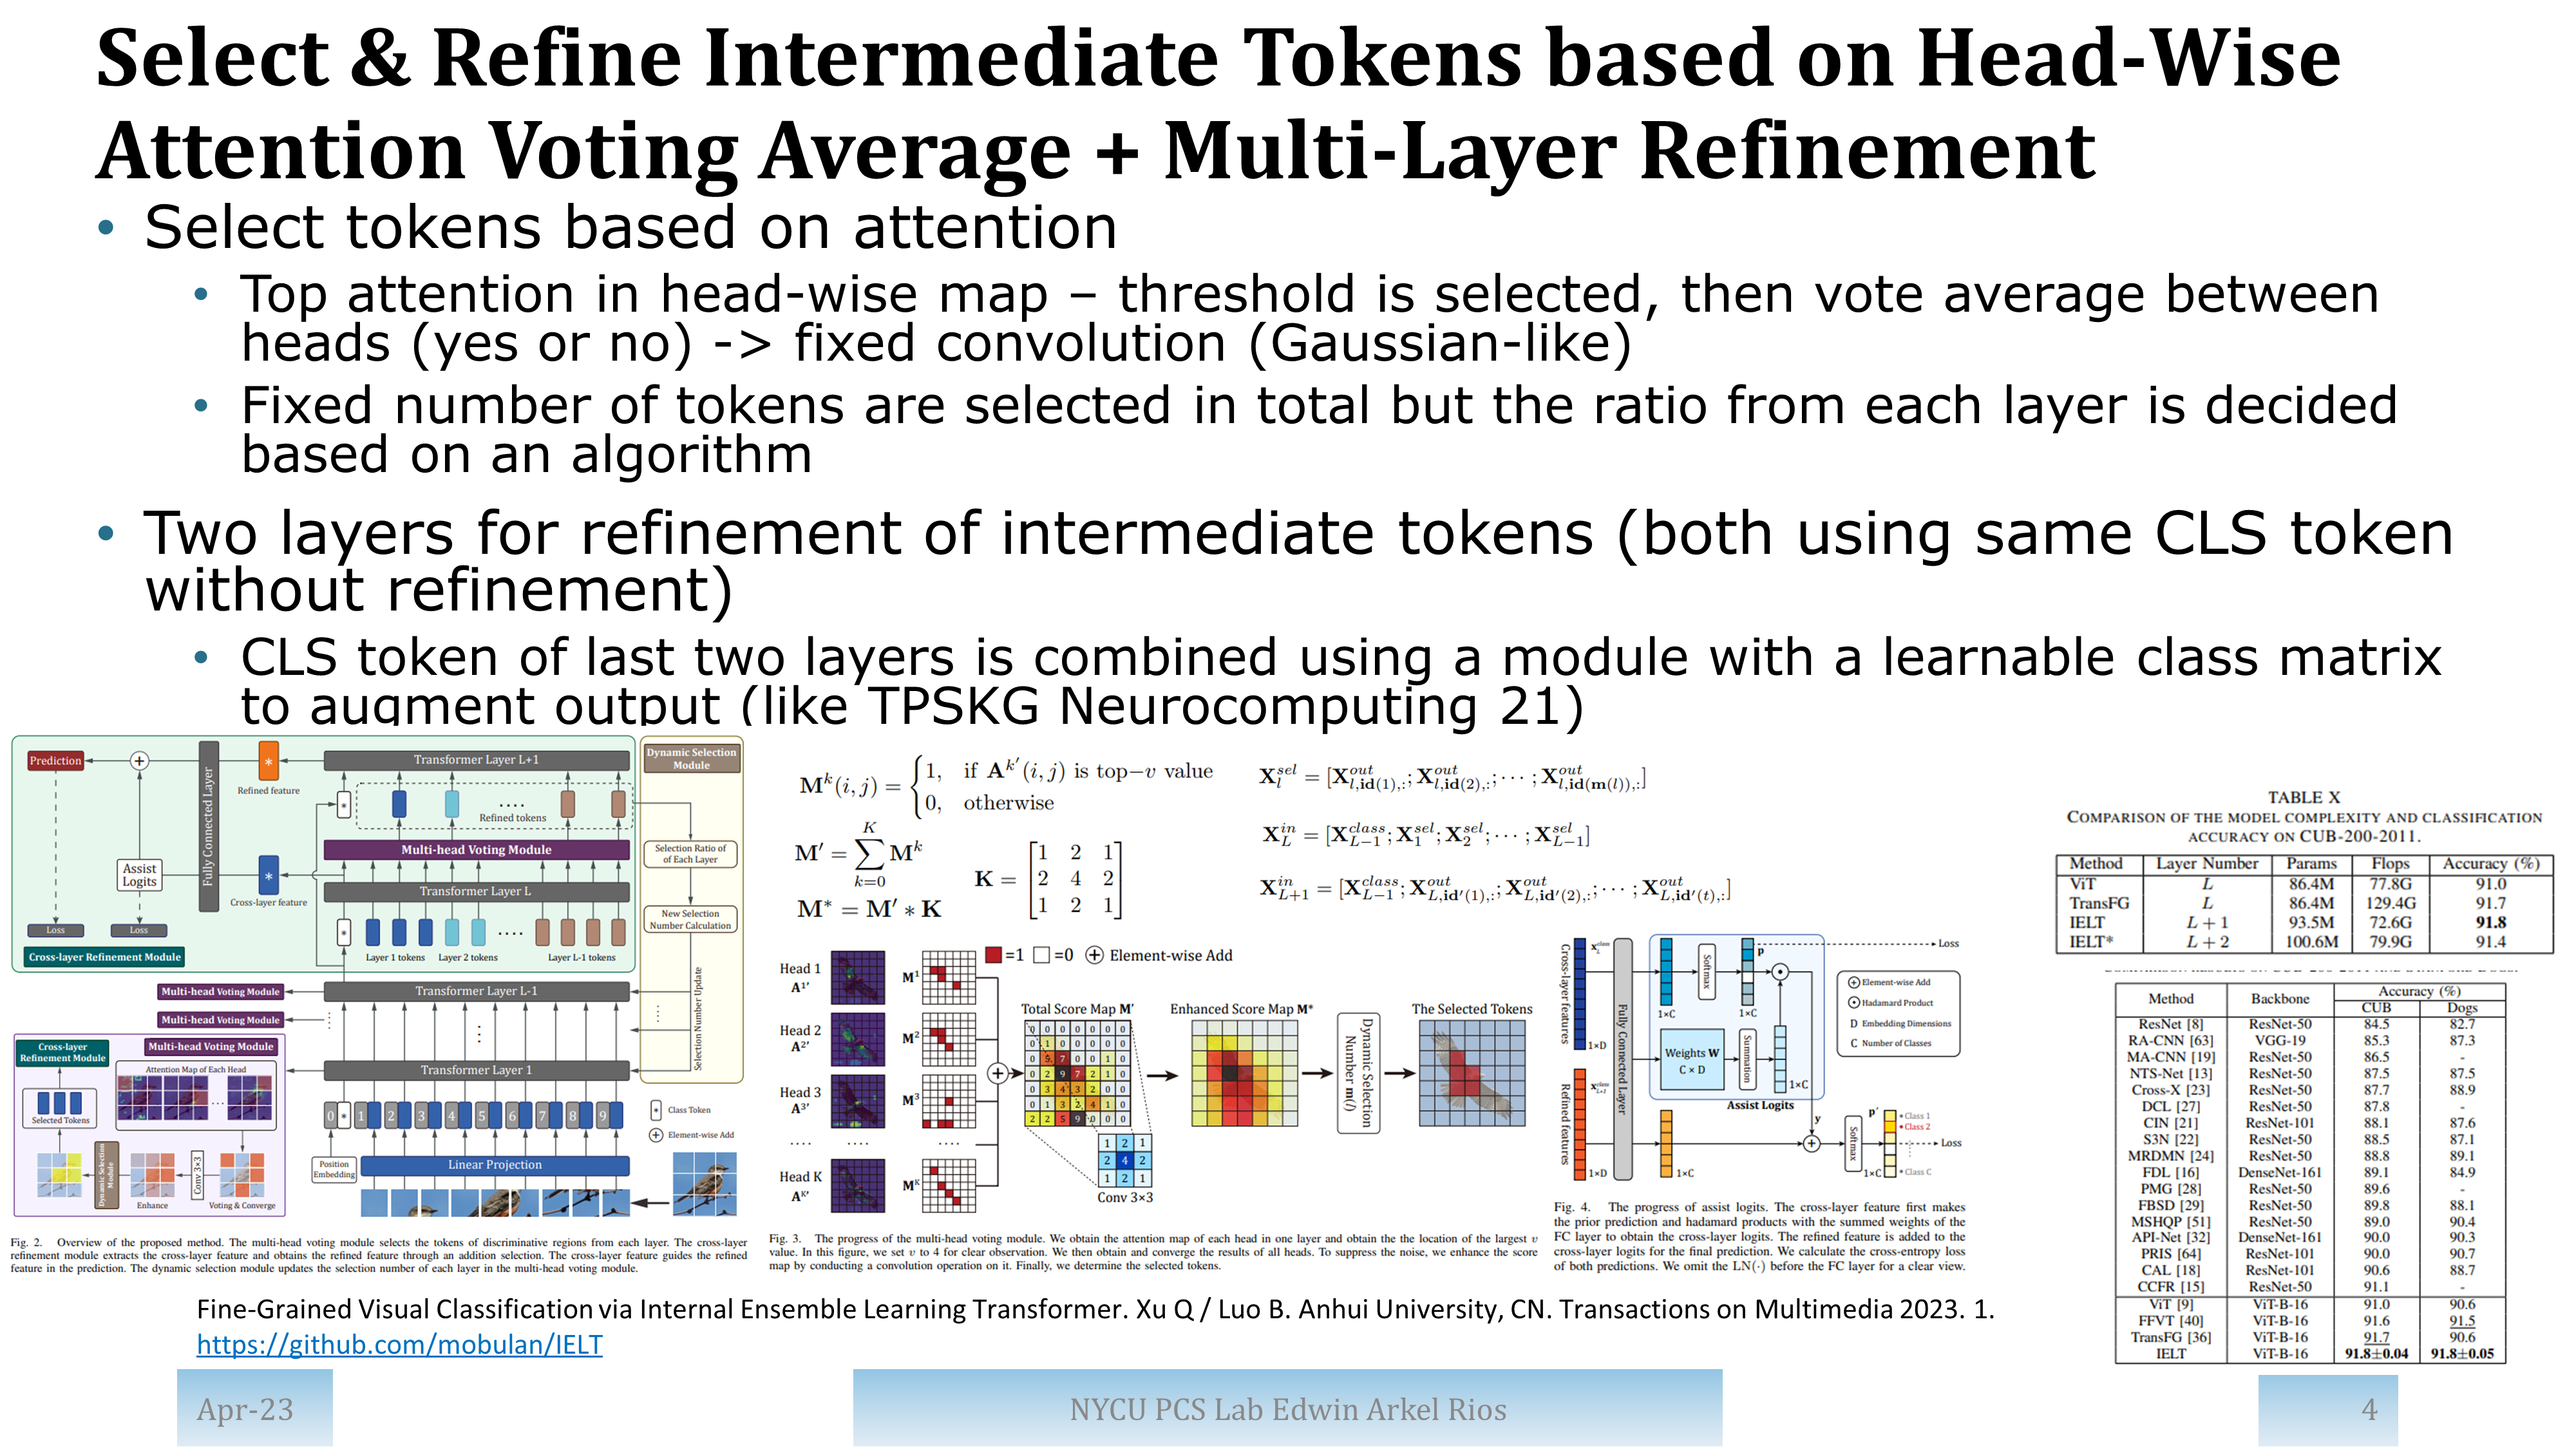 Select & Refine Intermediate Tokens based on Head-Wise
Attention Voting Average + Multi-Layer Refinement
• Select tokens based on attention
• Top attention in head-wise map – threshold is selected, then vote average between
heads (yes or no) -> fixed convolution (Gaussian-like)
• Fixed number of tokens are selected in total but the ratio from each layer is decided
based on an algorithm
• Two layers for refinement of intermediate tokens (both using same CLS token
without refinement)
• CLS token of last two layers is combined using a module with a learnable class matrix
to augment output (like TPSKG Neurocomputing 21)
Prediction
Fully Connected Layer
*
Refined feature
Transformer Layer L+1
Dynamic Selection
Module
Refined tokens
Multi-head Voting Module
Selection Ratio of
of Each Layer
Assist
Logits
*
Cross-layer feature
Transformer Layer L
New Selection
Number Calculation
Loss
Loss
Layer 1 tokens
Layer 2 tokens
Layer L-1 tokens
Cross-layer Refinement Module
Selection Number Update
Multi-head Voting Module
Transformer Layer L-1
Multi-head Voting Module
Cross-layer
Refinement Module
Multi-head Voting Module
Attention Map of Each Head
Transformer Layer 1
Selected Tokens
0 * 1 2 3 4 5 6 7 8 9
* Class Token
+ Element-wise Add
Position
Embedding
Linear Projection
Dynamic Selection
Module
Conv 3×3
Enhance
Voting & Converge
Fig. 2. Overview of the proposed method. The multi-head voting module selects the tokens of discriminative regions from each layer. The cross-layer
refinement module extracts the cross-layer feature and obtains the refined feature through an addition selection. The cross-layer feature guides the refined
feature in the prediction. The dynamic selection module updates the selection number of each layer in the multi-head voting module.
M^k(i, j) = { 1, if A^k′(i, j) is top−v value
0, otherwise
M′ = ∑_{k=0}^{K} M^k
K = [1 2 1
2 4 2
1 2 1]
M* = M′ * K
X_l^sel = [X_{l,id(1),:}^out; X_{l,id(2),:}^out; ··· ; X_{l,id(m(l)),:}^out]
X_L^in = [X_{L−1}^class; X_1^sel; X_2^sel; ··· ; X_{L−1}^sel]
X_{L+1}^in = [X_{L−1}^class; X_{L,id′(1),:}^out; X_{L,id′(2),:}^out; ··· ; X_{L,id′(t),:}^out]
=1 =0 + Element-wise Add
Head 1
A^1′
M^1
Head 2
A^2′
M^2
Head 3
A^3′
M^3
Head K
A^K′
M^K
Total Score Map M′
Enhanced Score Map M*
Dynamic Selection
Number m(l)
The Selected Tokens
1 2 1
2 4 2
1 2 1
Conv 3×3
Fig. 3. The progress of the multi-head voting module. We obtain the attention map of each head in one layer and obtain the the location of the largest v
value. In this figure, we set v to 4 for clear observation. We then obtain and converge the results of all heads. To suppress the noise, we enhance the score
map by conducting a convolution operation on it. Finally, we determine the selected tokens.
Cross-layer features
1×D
Refined features
1×D
Fully Connected Layer
1×C
Softmax
1×C
p
Loss
Weights W
C × D
Summation
1×C
Assist Logits
1×C
y
Softmax
p′
1×C
Class 1
Class 2
Class C
Loss
+ Element-wise Add
⊙ Hadamard Product
D Embedding Dimensions
C Number of Classes
Fig. 4. The progress of assist logits. The cross-layer feature first makes
the prior prediction and hadamard products with the summed weights of the
FC layer to obtain the cross-layer logits. The refined feature is added to the
cross-layer logits for the final prediction. We calculate the cross-entropy loss
of both predictions. We omit the LN(·) before the FC layer for a clear view.
TABLE X
COMPARISON OF THE MODEL COMPLEXITY AND CLASSIFICATION
ACCURACY ON CUB-200-2011.
Method Layer Number Params Flops Accuracy (%)
ViT L 86.4M 77.8G 91.0
TransFG L 86.4M 129.4G 91.7
IELT L + 1 93.5M 72.6G 91.8
IELT* L + 2 100.6M 79.9G 91.4
Method Backbone Accuracy (%)
CUB Dogs
ResNet [8] ResNet-50 84.5 82.7
RA-CNN [63] VGG-19 85.3 87.3
MA-CNN [19] ResNet-50 86.5 -
NTS-Net [13] ResNet-50 87.5 87.5
Cross-X [23] ResNet-50 87.7 88.9
DCL [27] ResNet-50 87.8 -
CIN [21] ResNet-101 88.1 87.6
S3N [22] ResNet-50 88.5 87.1
MRDMN [24] ResNet-50 88.8 89.1
FDL [16] DenseNet-161 89.1 84.9
PMG [28] ResNet-50 89.6 -
FBSD [29] ResNet-50 89.8 88.1
MSHQP [51] ResNet-50 89.0 90.4
API-Net [32] DenseNet-161 90.0 90.3
PRIS [64] ResNet-101 90.0 90.7
CAL [18] ResNet-101 90.6 88.7
CCFR [15] ResNet-50 91.1 -
ViT [9] ViT-B-16 91.0 90.6
FFVT [40] ViT-B-16 91.6 91.5
TransFG [36] ViT-B-16 91.7 90.6
IELT ViT-B-16 91.8±0.04 91.8±0.05
Fine-Grained Visual Classification via Internal Ensemble Learning Transformer. Xu Q / Luo B. Anhui University, CN. Transactions on Multimedia 2023. 1.
https://github.com/mobulan/IELT
Apr-23
NYCU PCS Lab Edwin Arkel Rios
4